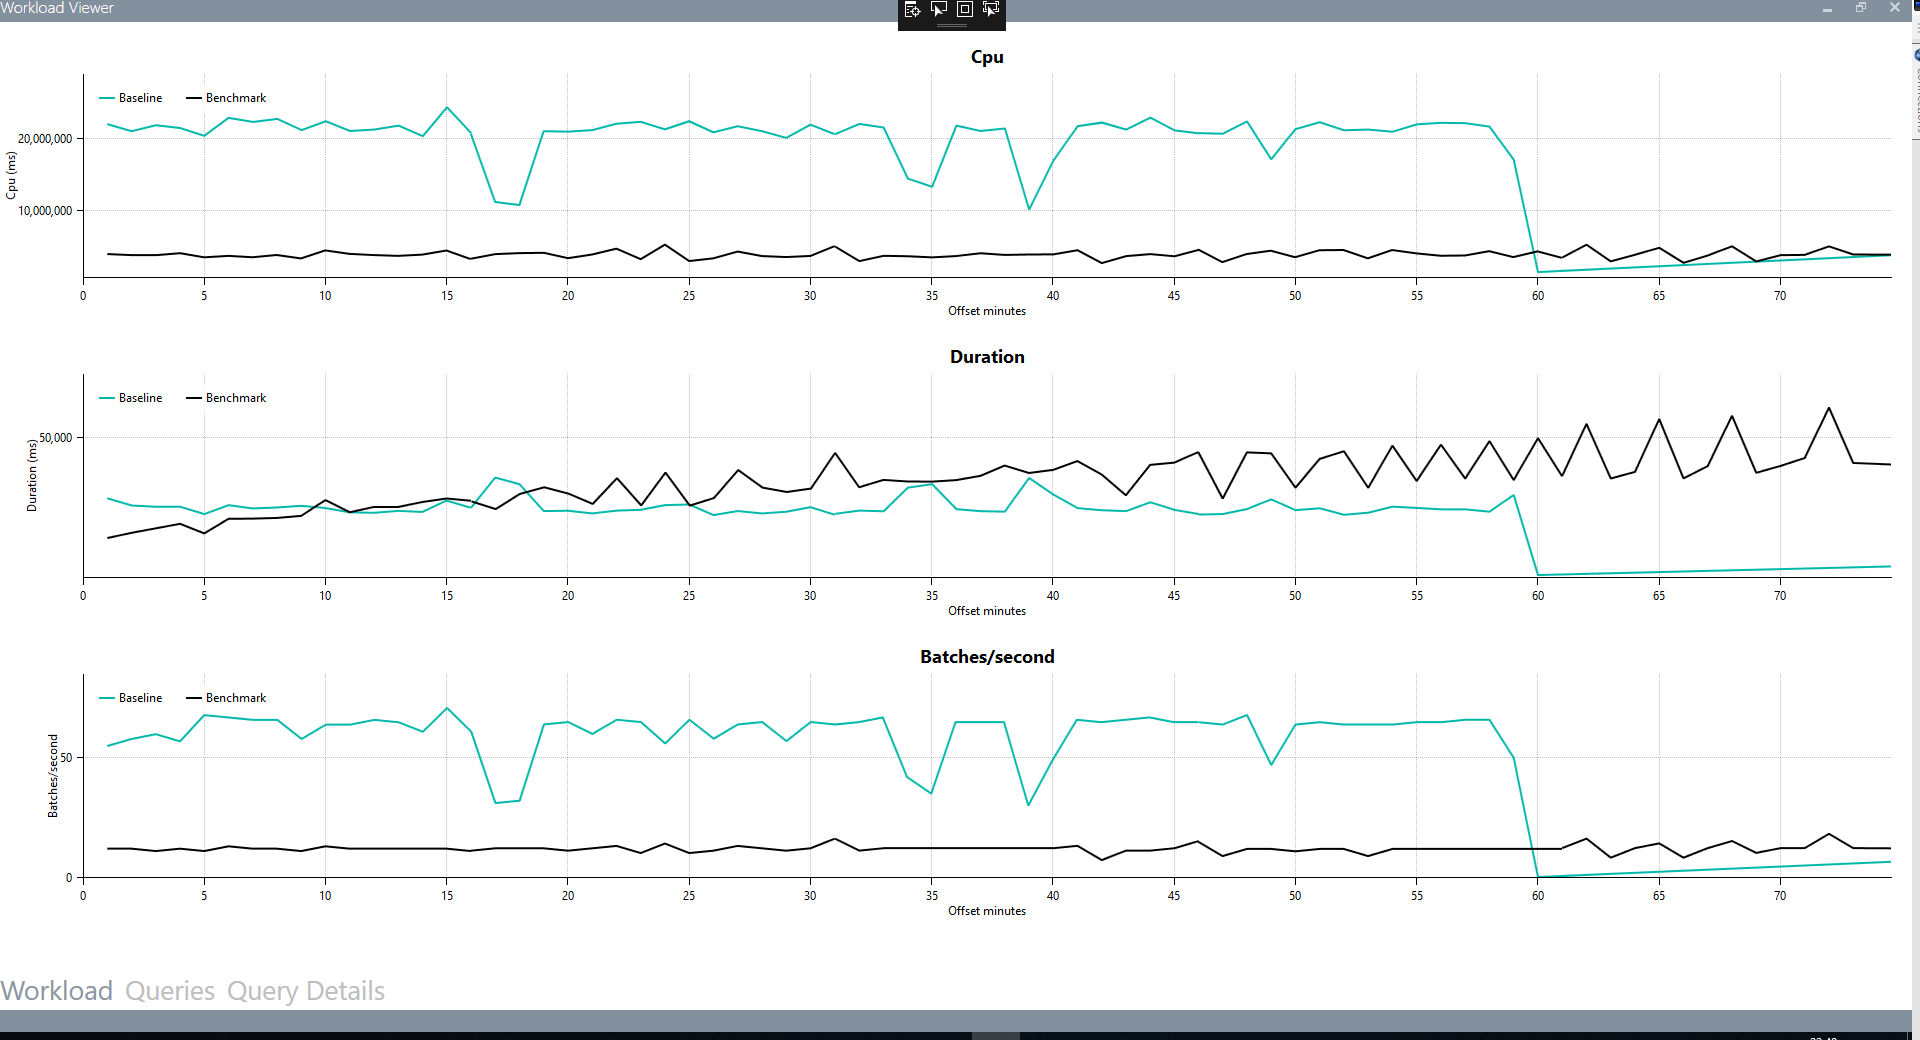 Workload Viewer
Cpu
Baseline Benchmark
20,000,000
10,000,000
Cpu (ms)
0 5 10 15 20 25 30 35 40 45 50 55 60 65 70
Offset minutes
Duration
Baseline Benchmark
50,000
Duration (ms)
0 5 10 15 20 25 30 35 40 45 50 55 60 65 70
Offset minutes
Batches/second
Baseline Benchmark
50
0
Batches/second
0 5 10 15 20 25 30 35 40 45 50 55 60 65 70
Offset minutes
Workload Queries Query Details